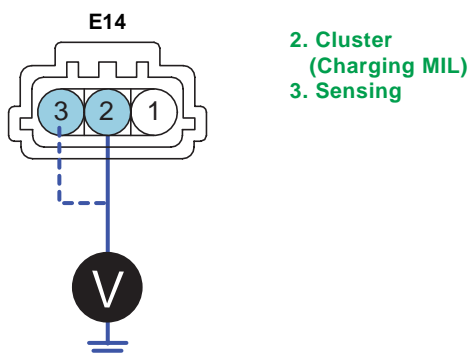 E14
2. Cluster
(Charging MIL)
3. Sensing
3 2 1
V